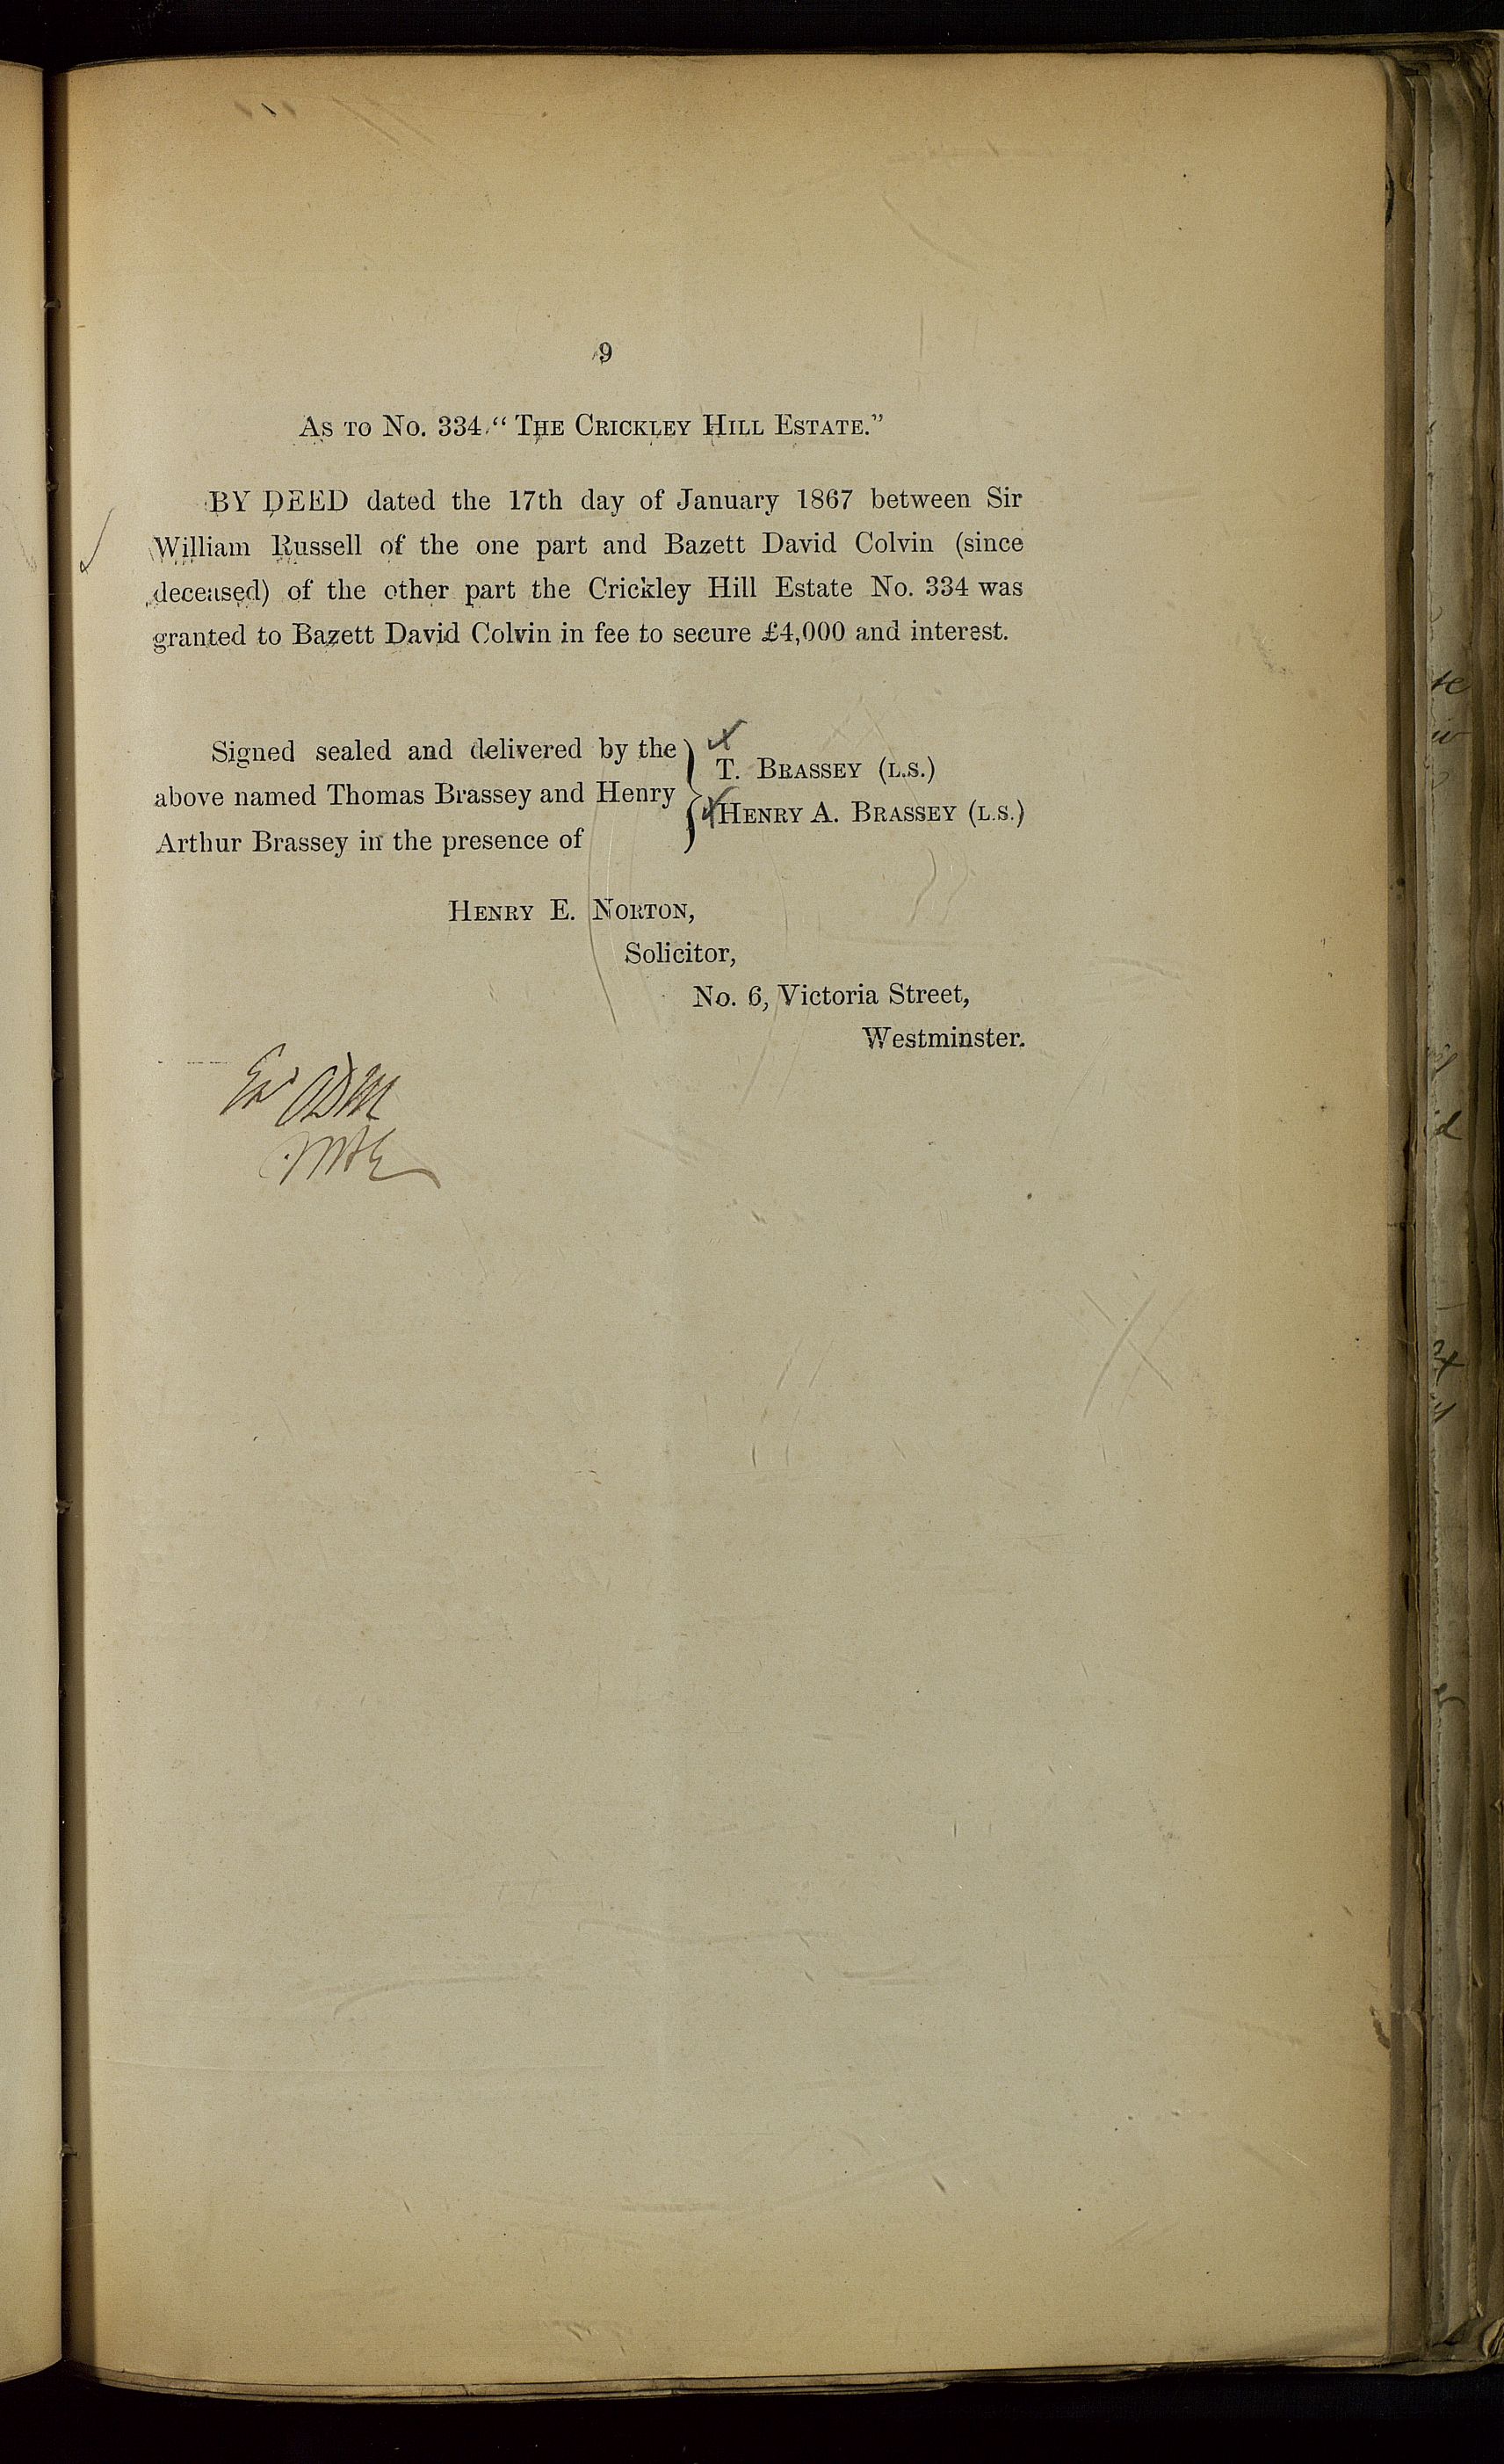 9
As to No. 334. “The Crickley Hill Estate.”
BY DEED dated the 17th day of January 1867 between Sir
William Russell of the one part and Bazett David Colvin (since
deceased) of the other part the Crickley Hill Estate No. 334 was
granted to Bazett David Colvin in fee to secure £4,000 and interest.
Signed sealed and delivered by the
above named Thomas Brassey and Henry
Arthur Brassey in the presence of
T. Brassey (L.S.)
Henry A. Brassey (L.S.)
Henry E. Norton,
Solicitor,
No. 6, Victoria Street,
Westminster.